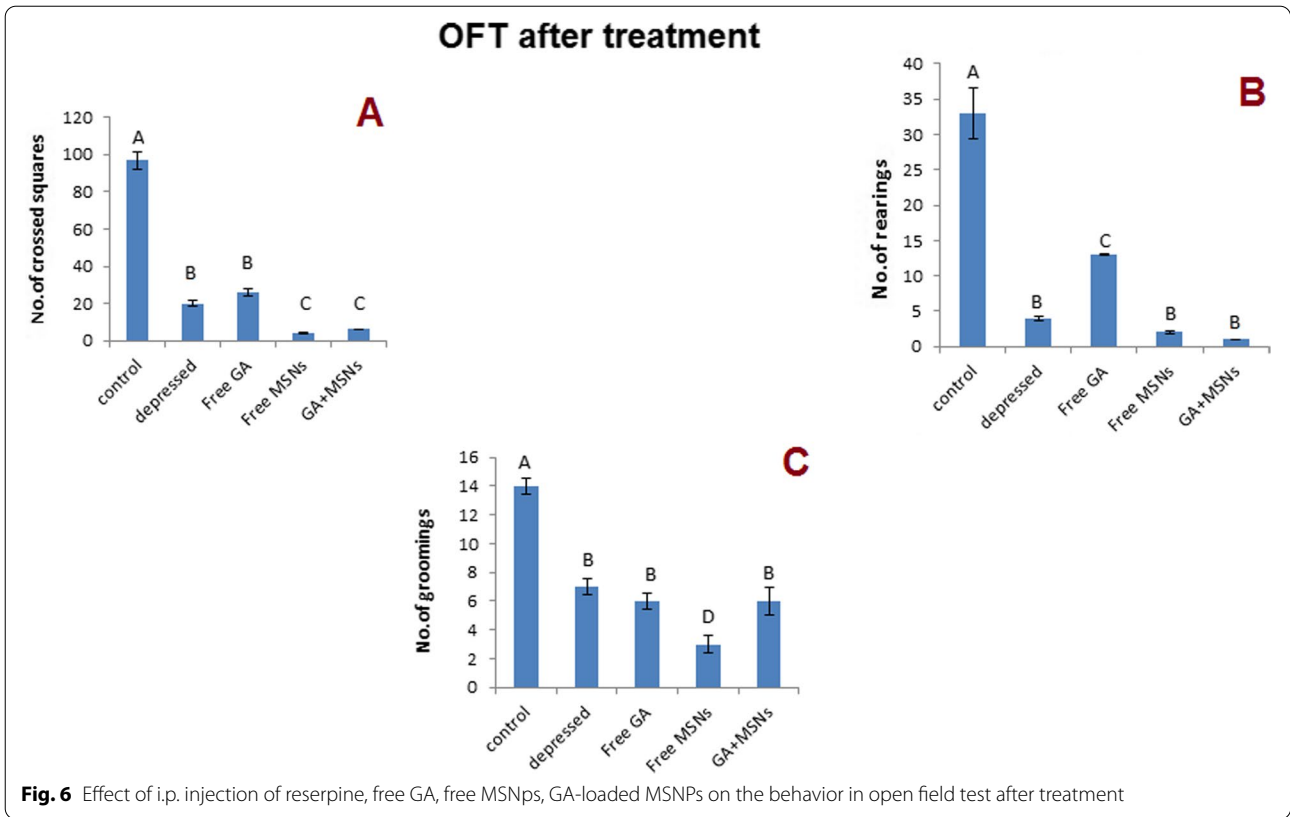 OFT after treatment
A
No.of crossed squares
120
100
80
60
40
20
0
A
B
B
C
C
control
depressed
Free GA
Free MSNs
GA+MSNs
B
No.of rearings
40
35
30
25
20
15
10
5
0
A
B
C
B
B
control
depressed
Free GA
Free MSNs
GA+MSNs
C
No.of groomings
16
14
12
10
8
6
4
2
0
A
B
B
D
B
control
depressed
Free GA
Free MSNs
GA+MSNs
Fig. 6 Effect of i.p. injection of reserpine, free GA, free MSNps, GA-loaded MSNPs on the behavior in open field test after treatment